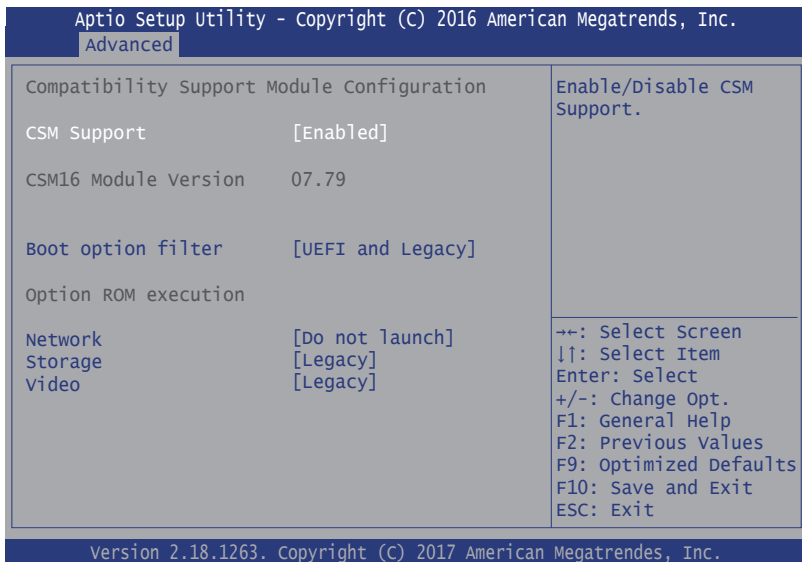 Aptio Setup Utility - Copyright (C) 2016 American Megatrends, Inc.
Advanced
Compatibility Support Module Configuration
CSM Support [Enabled]
CSM16 Module Version 07.79
Boot option filter [UEFI and Legacy]
Option ROM execution
Network [Do not launch]
Storage [Legacy]
Video [Legacy]
Enable/Disable CSM
Support.
→←: Select Screen
↓↑: Select Item
Enter: Select
+/-: Change Opt.
F1: General Help
F2: Previous Values
F9: Optimized Defaults
F10: Save and Exit
ESC: Exit
Version 2.18.1263. Copyright (C) 2017 American Megatrendes, Inc.